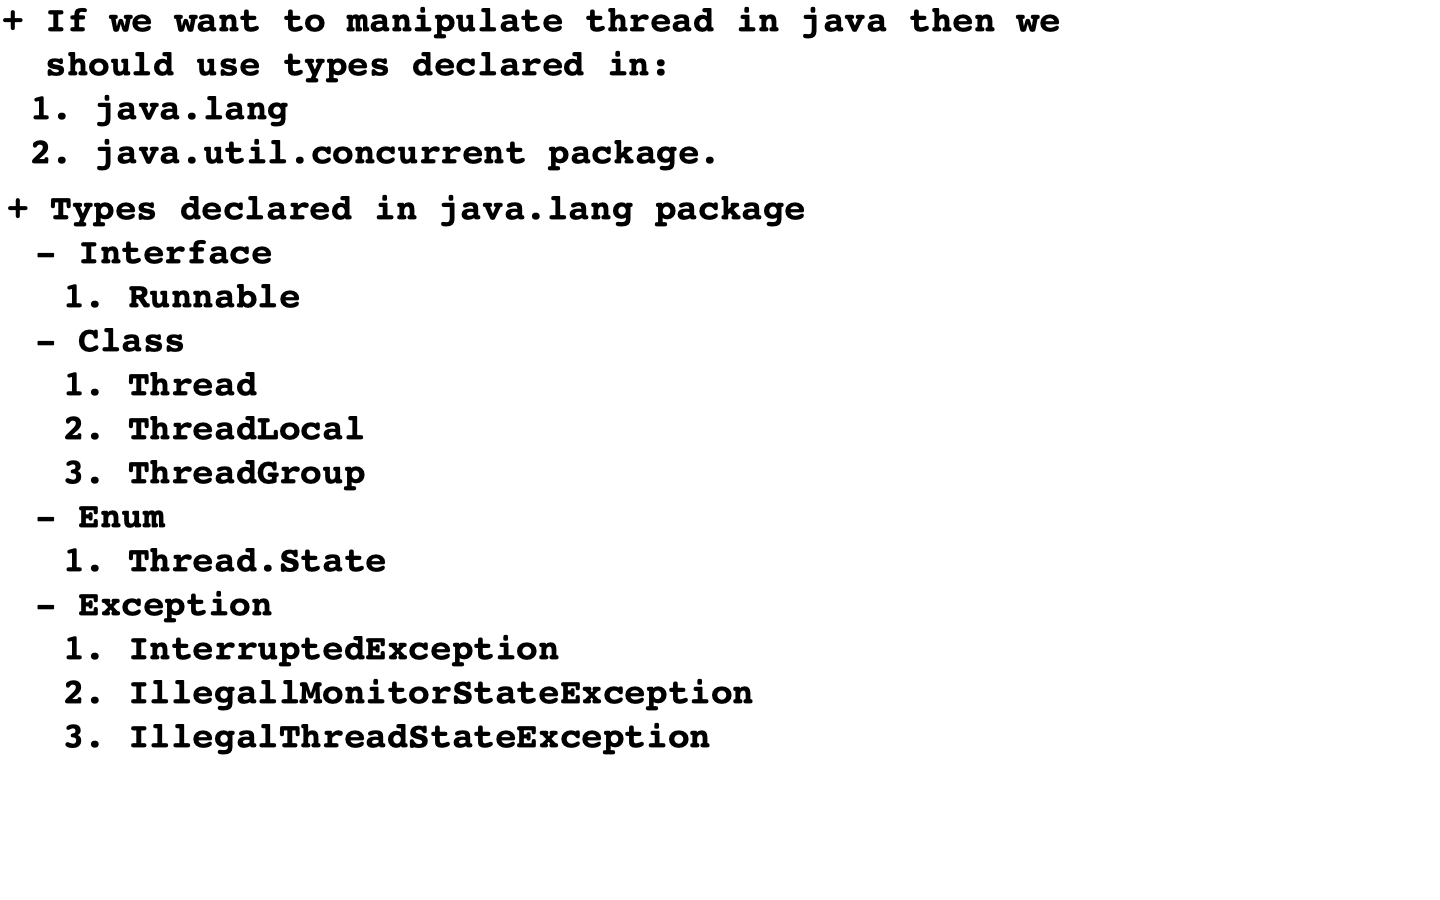 + If we want to manipulate thread in java then we
should use types declared in:
1. java.lang
2. java.util.concurrent package.
+ Types declared in java.lang package
- Interface
1. Runnable
- Class
1. Thread
2. ThreadLocal
3. ThreadGroup
- Enum
1. Thread.State
- Exception
1. InterruptedException
2. IllegallMonitorStateException
3. IllegalThreadStateException